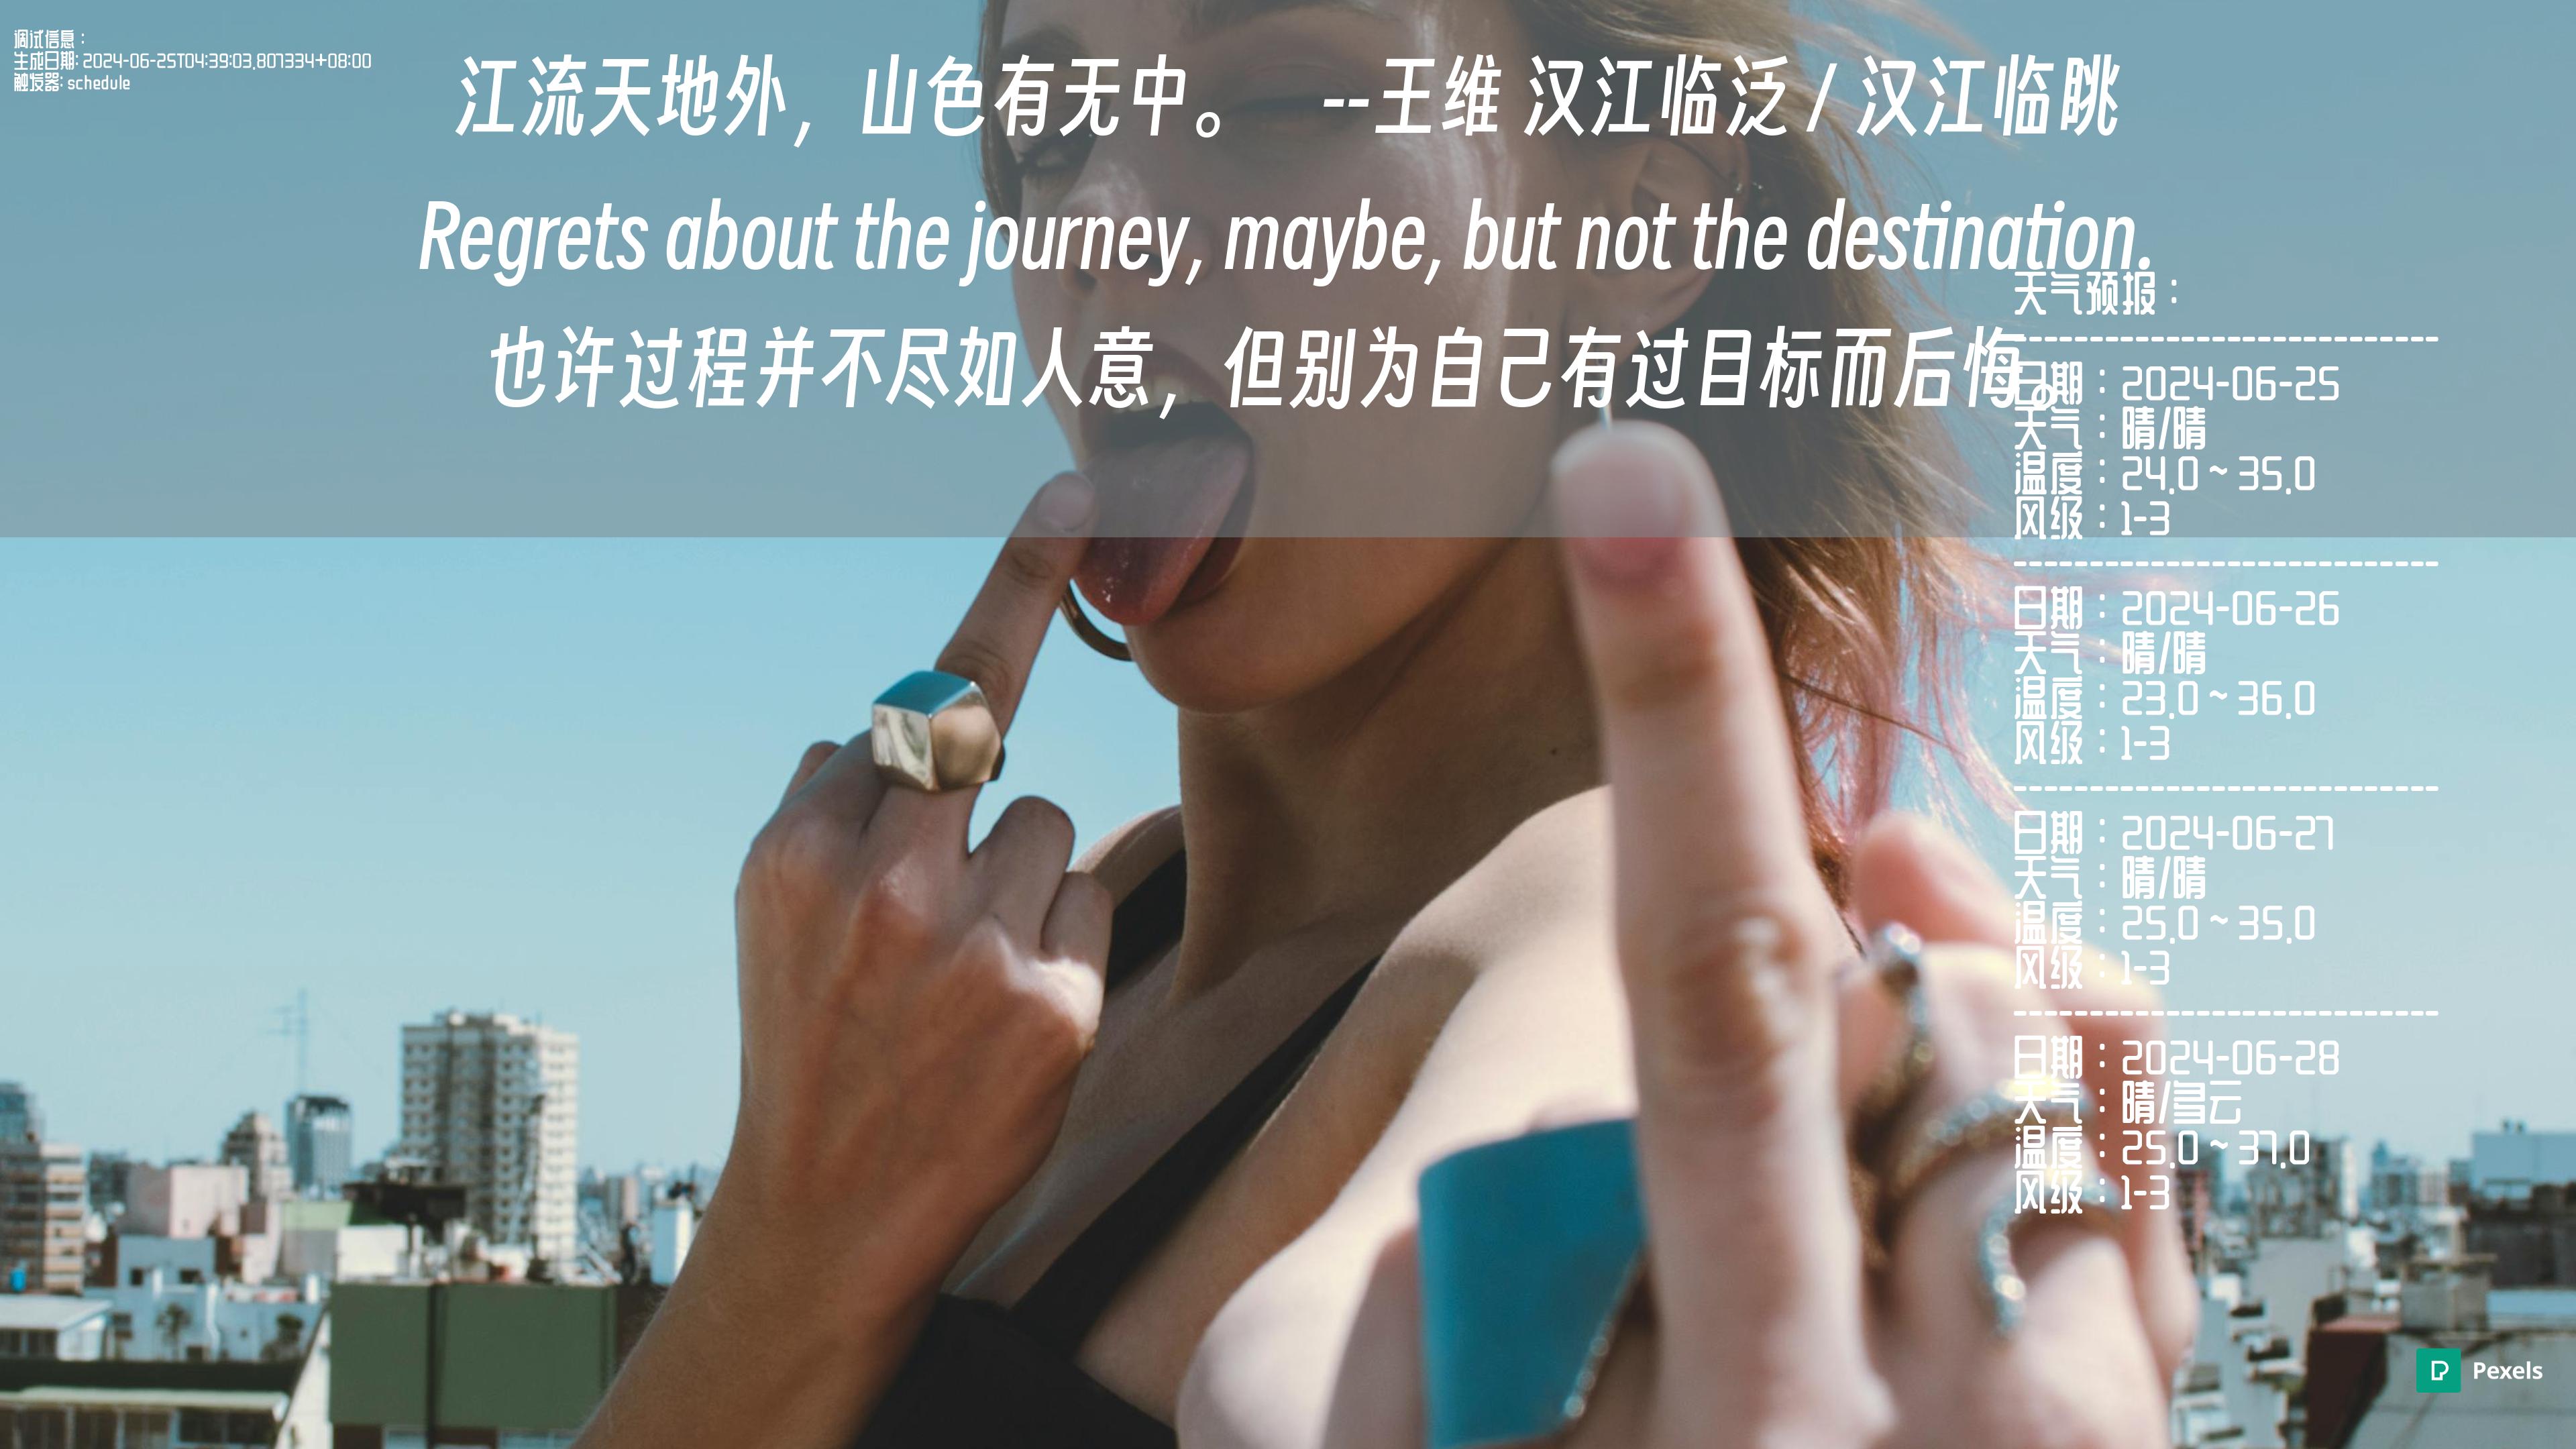 调试信息：
生成日期: 2024-06-25T04:39:03.807334+08:00
触发器: schedule
江流天地外，山色有无中。 --王维 汉江临泛 / 汉江临眺
Regrets about the journey, maybe, but not the destination.
也许过程并不尽如人意，但别为自己有过目标而后悔。
天气预报：
------------------------------
日期：2024-06-25
天气：晴/晴
温度：24.0 ~ 35.0
风级：1-3
------------------------------
日期：2024-06-26
天气：晴/晴
温度：23.0 ~ 36.0
风级：1-3
------------------------------
日期：2024-06-27
天气：晴/晴
温度：25.0 ~ 35.0
风级：1-3
------------------------------
日期：2024-06-28
天气：晴/多云
温度：25.0 ~ 37.0
风级：1-3
Pexels